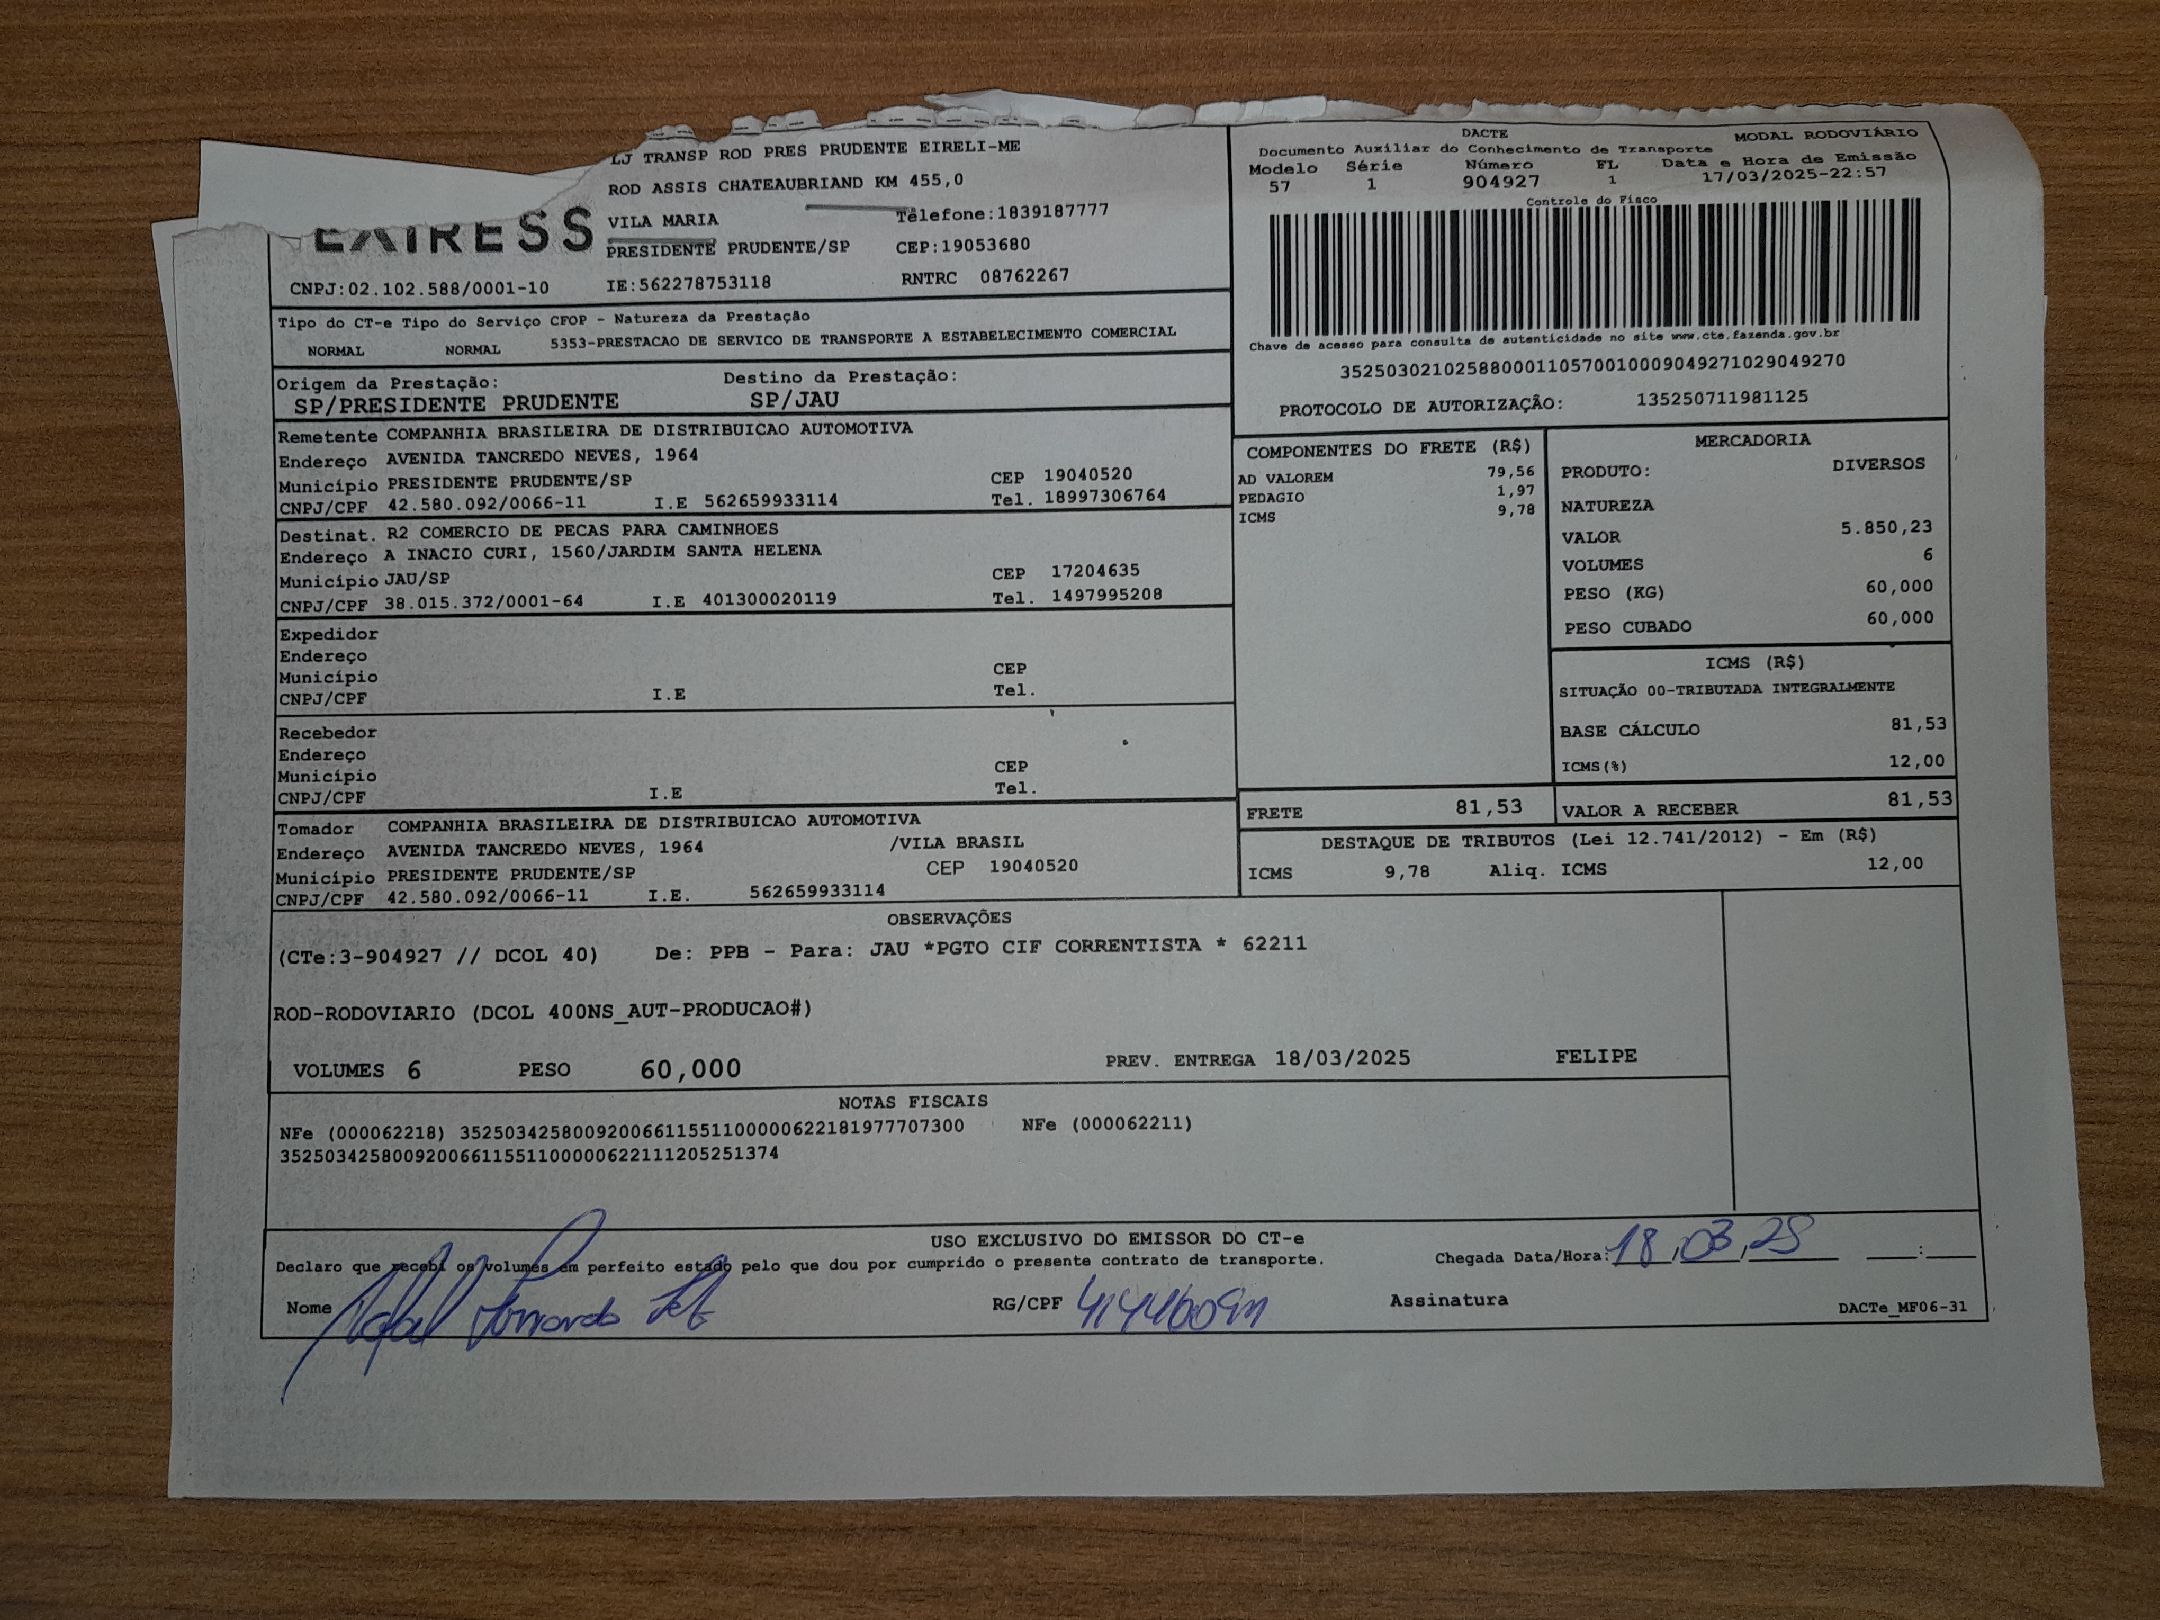 LJ TRANSP ROD PRES PRUDENTE EIRELI-ME
ROD ASSIS CHATEAUBRIAND KM 455,0
VILA MARIA Telefone:1839187777
PRESIDENTE PRUDENTE/SP CEP:19053680
CNPJ:02.102.588/0001-10 IE:562278753118 RNTRC 08762267
DACTE MODAL RODOVIÁRIO
Documento Auxiliar do Conhecimento de Transporte
Modelo Série Número FL Data e Hora de Emissão
57 1 904927 1 17/03/2025-22:57
Controle do Fisco
Chave de acesso para consulta de autenticidade no site www.cte.fazenda.gov.br
35250302102588000110570010009049271029049270
PROTOCOLO DE AUTORIZAÇÃO: 135250711981125
Tipo do CT-e Tipo do Serviço CFOP - Natureza da Prestação
NORMAL NORMAL 5353-PRESTACAO DE SERVICO DE TRANSPORTE A ESTABELECIMENTO COMERCIAL
Origem da Prestação: Destino da Prestação:
SP/PRESIDENTE PRUDENTE SP/JAU
Remetente COMPANHIA BRASILEIRA DE DISTRIBUICAO AUTOMOTIVA
Endereço AVENIDA TANCREDO NEVES, 1964
Município PRESIDENTE PRUDENTE/SP CEP 19040520
CNPJ/CPF 42.580.092/0066-11 I.E 562659933114 Tel. 18997306764
Destinat. R2 COMERCIO DE PECAS PARA CAMINHOES
Endereço A INACIO CURI, 1560/JARDIM SANTA HELENA
Município JAU/SP CEP 17204635
CNPJ/CPF 38.015.372/0001-64 I.E 401300020119 Tel. 1497995208
Expedidor
Endereço
Município CEP
CNPJ/CPF I.E Tel.
Recebedor
Endereço
Município CEP
CNPJ/CPF I.E Tel.
Tomador COMPANHIA BRASILEIRA DE DISTRIBUICAO AUTOMOTIVA
Endereço AVENIDA TANCREDO NEVES, 1964 /VILA BRASIL
Município PRESIDENTE PRUDENTE/SP CEP 19040520
CNPJ/CPF 42.580.092/0066-11 I.E. 562659933114
COMPONENTES DO FRETE (R$)
AD VALOREM 79,56
PEDAGIO 1,97
ICMS 9,78
MERCADORIA
PRODUTO: DIVERSOS
NATUREZA
VALOR 5.850,23
VOLUMES 6
PESO (KG) 60,000
PESO CUBADO 60,000
ICMS (R$)
SITUAÇÃO 00-TRIBUTADA INTEGRALMENTE
BASE CÁLCULO 81,53
ICMS(%) 12,00
FRETE 81,53 VALOR A RECEBER 81,53
DESTAQUE DE TRIBUTOS (Lei 12.741/2012) - Em (R$)
ICMS 9,78 Aliq. ICMS 12,00
OBSERVAÇÕES
(CTe:3-904927 // DCOL 40) De: PPB - Para: JAU *PGTO CIF CORRENTISTA * 62211
ROD-RODOVIARIO (DCOL 400NS_AUT-PRODUCAO#)
VOLUMES 6 PESO 60,000 PREV. ENTREGA 18/03/2025 FELIPE
NOTAS FISCAIS
NFe (000062218) 35250342580092006611551100000622181977707300 NFe (000062211)
35250342580092006611551100000622111205251374
USO EXCLUSIVO DO EMISSOR DO CT-e
Declaro que recebi os volumes em perfeito estado pelo que dou por cumprido o presente contrato de transporte. Chegada Data/Hora: 18,03,25 :
Nome RG/CPF Assinatura DACTe_MF06-31